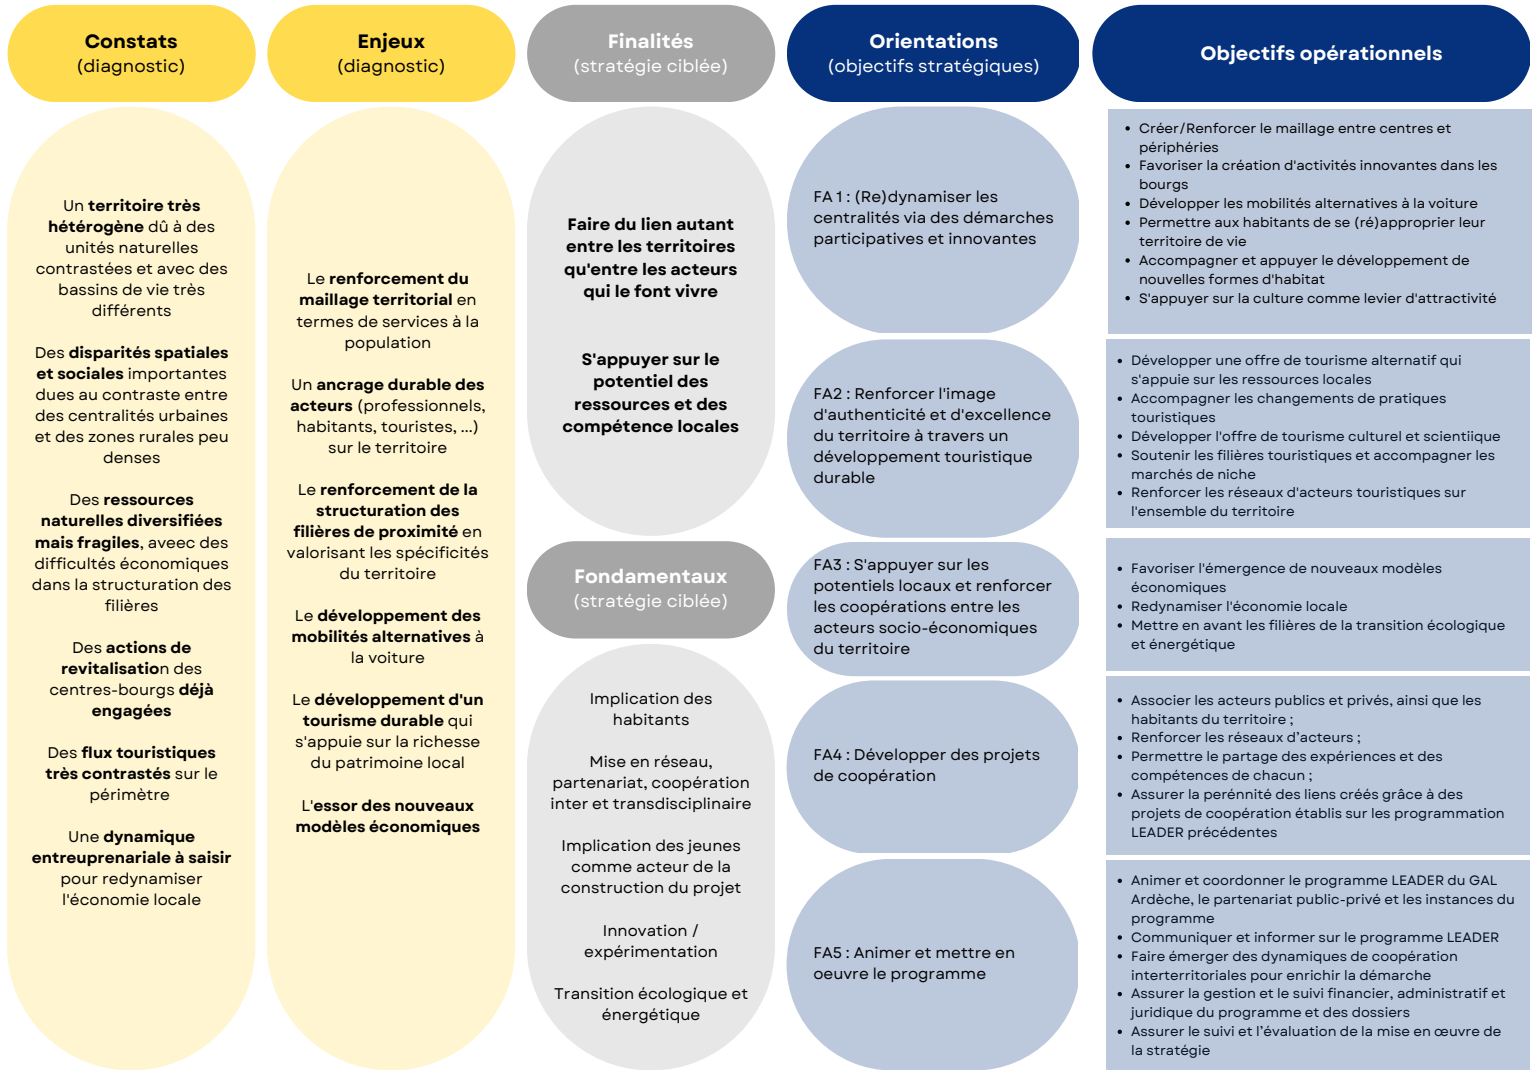 Constats
(diagnostic)
Un territoire très
hétérogène dû à des
unités naturelles
contrastées et avec des
bassins de vie très
différents
Des disparités spatiales
et sociales importantes
dues au contraste entre
des centralités urbaines
et des zones rurales peu
denses
Des ressources
naturelles diversifiées
mais fragiles, aveec des
difficultés économiques
dans la structuration des
filières
Des actions de
revitalisation des
centres-bourgs déjà
engagées
Des flux touristiques
très contrastés sur le
périmètre
Une dynamique
entreuprenariale à saisir
pour redynamiser
l'économie locale
Enjeux
(diagnostic)
Le renforcement du
maillage territorial en
termes de services à la
population
Un ancrage durable des
acteurs (professionnels,
habitants, touristes, ...)
sur le territoire
Le renforcement de la
structuration des
filières de proximité en
valorisant les spécificités
du territoire
Le développement des
mobilités alternatives à
la voiture
Le développement d'un
tourisme durable qui
s'appuie sur la richesse
du patrimoine local
L'essor des nouveaux
modèles économiques
Finalités
(stratégie ciblée)
Faire du lien autant
entre les territoires
qu'entre les acteurs
qui le font vivre
S'appuyer sur le
potentiel des
ressources et des
compétence locales
Fondamentaux
(stratégie ciblée)
Implication des
habitants
Mise en réseau,
partenariat, coopération
inter et transdisciplinaire
Implication des jeunes
comme acteur de la
construction du projet
Innovation /
expérimentation
Transition écologique et
énergétique
Orientations
(objectifs stratégiques)
Objectifs opérationnels
FA 1 : (Re)dynamiser les
centralités via des démarches
participatives et innovantes
• Créer/Renforcer le maillage entre centres et
périphéries
• Favoriser la création d'activités innovantes dans les
bourgs
• Développer les mobilités alternatives à la voiture
• Permettre aux habitants de se (ré)approprier leur
territoire de vie
• Accompagner et appuyer le développement de
nouvelles formes d'habitat
• S'appuyer sur la culture comme levier d'attractivité
FA2 : Renforcer l'image
d'authenticité et d'excellence
du territoire à travers un
développement touristique
durable
• Développer une offre de tourisme alternatif qui
s'appuie sur les ressources locales
• Accompagner les changements de pratiques
touristiques
• Développer l'offre de tourisme culturel et scientiique
• Soutenir les filières touristiques et accompagner les
marchés de niche
• Renforcer les réseaux d'acteurs touristiques sur
l'ensemble du territoire
FA3 : S'appuyer sur les
potentiels locaux et renforcer
les coopérations entre les
acteurs socio-économiques
du territoire
• Favoriser l'émergence de nouveaux modèles
économiques
• Redynamiser l'économie locale
• Mettre en avant les filières de la transition écologique
et énergétique
FA4 : Développer des projets
de coopération
• Associer les acteurs publics et privés, ainsi que les
habitants du territoire ;
• Renforcer les réseaux d'acteurs ;
• Permettre le partage des expériences et des
compétences de chacun ;
• Assurer la perénnité des liens créés grâce à des
projets de coopération établis sur les programmation
LEADER précédentes
FA5 : Animer et mettre en
oeuvre le programme
• Animer et coordonner le programme LEADER du GAL
Ardèche, le partenariat public-privé et les instances du
programme
• Communiquer et informer sur le programme LEADER
• Faire émerger des dynamiques de coopération
interterritoriales pour enrichir la démarche
• Assurer la gestion et le suivi financier, administratif et
juridique du programme et des dossiers
• Assurer le suivi et l'évaluation de la mise en œuvre de
la stratégie